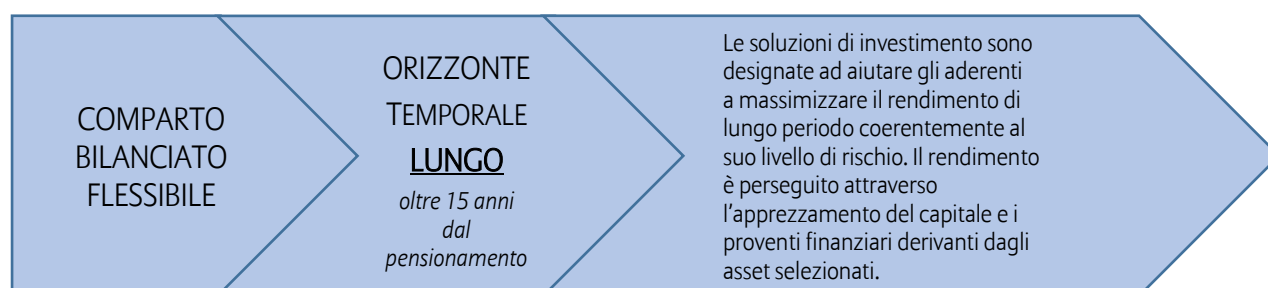 COMPARTO
BILANCIATO
FLESSIBILE
ORIZZONTE
TEMPORALE
LUNGO
oltre 15 anni
dal
pensionamento
Le soluzioni di investimento sono
designate ad aiutare gli aderenti
a massimizzare il rendimento di
lungo periodo coerentemente al
suo livello di rischio. Il rendimento
è perseguito attraverso
l’apprezzamento del capitale e i
proventi finanziari derivanti dagli
asset selezionati.